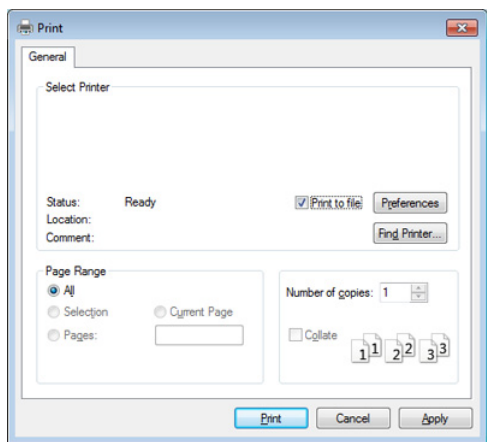 Print
General
Select Printer
Status: Ready
Print to file
Preferences
Location:
Find Printer...
Comment:
Page Range
All
Selection
Current Page
Pages:
Number of copies: 1
Collate
1 1 2 2 3 3
Print
Cancel
Apply